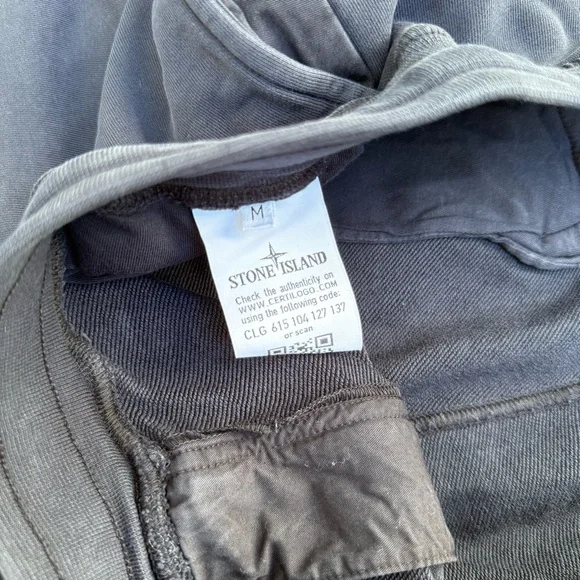 M
STONE ISLAND
Check the authenticity on
WWW.CERTILOGO.COM
using the following code:
CLG 615 104 127 137
or scan